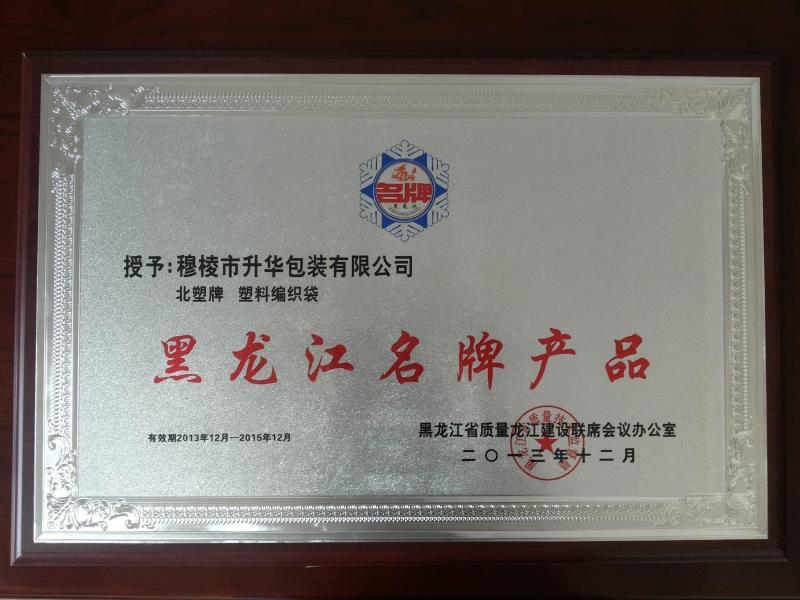 名牌
黑龙江
授予:穆棱市升华包装有限公司
北塑牌 塑料编织袋
黑龙江名牌产品
有效期2013年12月—2015年12月
黑龙江省质量龙江建设联席会议办公室
二〇一三年十二月